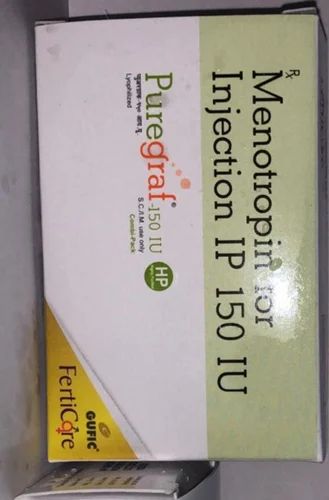 Rx
Menotropin for
Injection IP 150 IU
Puregraf®-150 IU
HP
Lyophilized
S.C./I.M. use only
Combi-Pack
GUFIC®
FertiCare